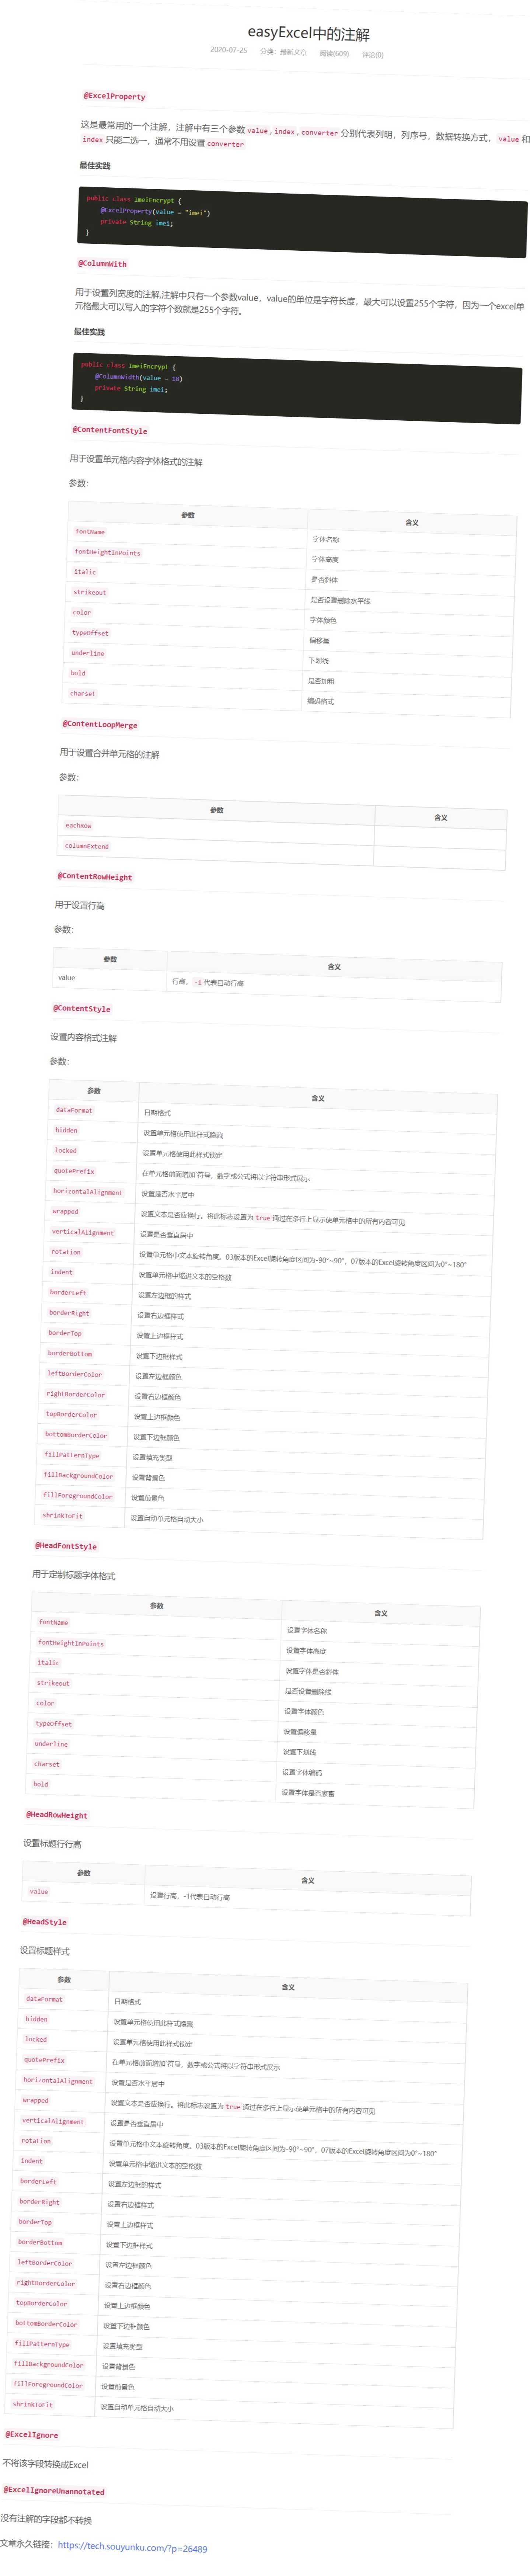 easyExcel中的注解
2020-07-25 分类：最新文章 阅读(609) 评论(0)
@ExcelProperty
这是最常用的一个注解，注解中有三个参数 value , index , converter 分别代表列明，列序号，数据转换方式， value 和
index 只能二选一，通常不用设置 converter
最佳实践
public class ImeiEncrypt {
@ExcelProperty(value = "imei")
private String imei;
}
@ColumnWith
用于设置列宽度的注解,注解中只有一个参数value，value的单位是字符长度，最大可以设置255个字符，因为一个excel单
元格最大可以写入的字符个数就是255个字符。
最佳实践
public class ImeiEncrypt {
@ColumnWidth(value = 18)
private String imei;
}
@ContentFontStyle
用于设置单元格内容字体格式的注解
参数：
参数 含义
fontName 字体名称
fontHeightInPoints 字体高度
italic 是否斜体
strikeout 是否设置删除水平线
color 字体颜色
typeOffset 偏移量
underline 下划线
bold 是否加粗
charset 编码格式
@ContentLoopMerge
用于设置合并单元格的注解
参数：
参数 含义
eachRow
columnExtend
@ContentRowHeight
用于设置行高
参数：
参数 含义
value 行高， -1 代表自动行高
@ContentStyle
设置内容格式注解
参数：
参数 含义
dataFormat 日期格式
hidden 设置单元格使用此样式隐藏
locked 设置单元格使用此样式锁定
quotePrefix 在单元格前面增加`符号，数字或公式将以字符串形式展示
horizontalAlignment 设置是否水平居中
wrapped 设置文本是否应换行。将此标志设置为 true 通过在多行上显示使单元格中的所有内容可见
verticalAlignment 设置是否垂直居中
rotation 设置单元格中文本旋转角度。03版本的Excel旋转角度区间为-90°~90°，07版本的Excel旋转角度区间为0°~180°
indent 设置单元格中缩进文本的空格数
borderLeft 设置左边框的样式
borderRight 设置右边框样式
borderTop 设置上边框样式
borderBottom 设置下边框样式
leftBorderColor 设置左边框颜色
rightBorderColor 设置右边框颜色
topBorderColor 设置上边框颜色
bottomBorderColor 设置下边框颜色
fillPatternType 设置填充类型
fillBackgroundColor 设置背景色
fillForegroundColor 设置前景色
shrinkToFit 设置自动单元格自动大小
@HeadFontStyle
用于定制标题字体格式
参数 含义
fontName 设置字体名称
fontHeightInPoints 设置字体高度
italic 设置字体是否斜体
strikeout 是否设置删除线
color 设置字体颜色
typeOffset 设置偏移量
underline 设置下划线
charset 设置字体编码
bold 设置字体是否家畜
@HeadRowHeight
设置标题行行高
参数 含义
value 设置行高，-1代表自动行高
@HeadStyle
设置标题样式
参数 含义
dataFormat 日期格式
hidden 设置单元格使用此样式隐藏
locked 设置单元格使用此样式锁定
quotePrefix 在单元格前面增加`符号，数字或公式将以字符串形式展示
horizontalAlignment 设置是否水平居中
wrapped 设置文本是否应换行。将此标志设置为 true 通过在多行上显示使单元格中的所有内容可见
verticalAlignment 设置是否垂直居中
rotation 设置单元格中文本旋转角度。03版本的Excel旋转角度区间为-90°~90°，07版本的Excel旋转角度区间为0°~180°
indent 设置单元格中缩进文本的空格数
borderLeft 设置左边框的样式
borderRight 设置右边框样式
borderTop 设置上边框样式
borderBottom 设置下边框样式
leftBorderColor 设置左边框颜色
rightBorderColor 设置右边框颜色
topBorderColor 设置上边框颜色
bottomBorderColor 设置下边框颜色
fillPatternType 设置填充类型
fillBackgroundColor 设置背景色
fillForegroundColor 设置前景色
shrinkToFit 设置自动单元格自动大小
@ExcelIgnore
不将该字段转换成Excel
@ExcelIgnoreUnannotated
没有注解的字段都不转换
文章永久链接：https://tech.souyunku.com/?p=26489